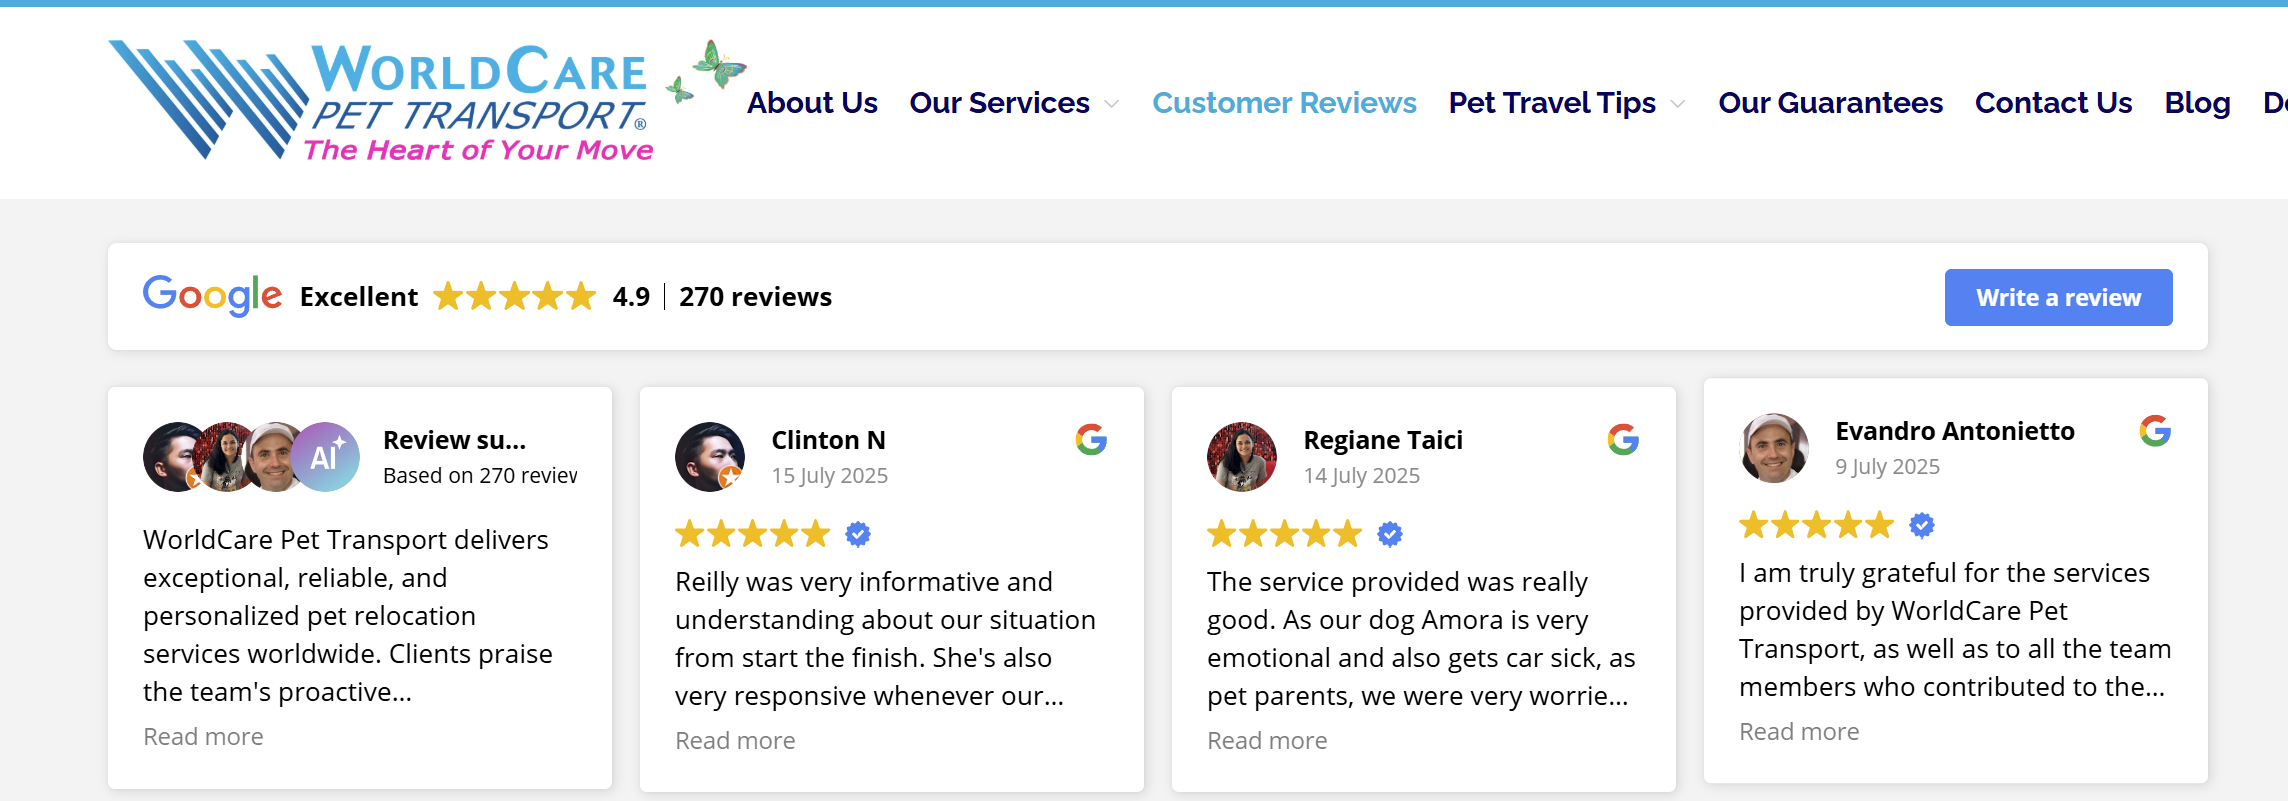 WORLDCARE
PET TRANSPORT®
The Heart of Your Move
About Us Our Services Customer Reviews Pet Travel Tips Our Guarantees Contact Us Blog
Google Excellent 4.9 270 reviews
Write a review
AI
Review su...
Based on 270 review
WorldCare Pet Transport delivers
exceptional, reliable, and
personalized pet relocation
services worldwide. Clients praise
the team's proactive...
Read more
Clinton N
15 July 2025
Reilly was very informative and
understanding about our situation
from start the finish. She's also
very responsive whenever our...
Read more
Regiane Taici
14 July 2025
The service provided was really
good. As our dog Amora is very
emotional and also gets car sick, as
pet parents, we were very worrie...
Read more
Evandro Antonietto
9 July 2025
I am truly grateful for the services
provided by WorldCare Pet
Transport, as well as to all the team
members who contributed to the...
Read more